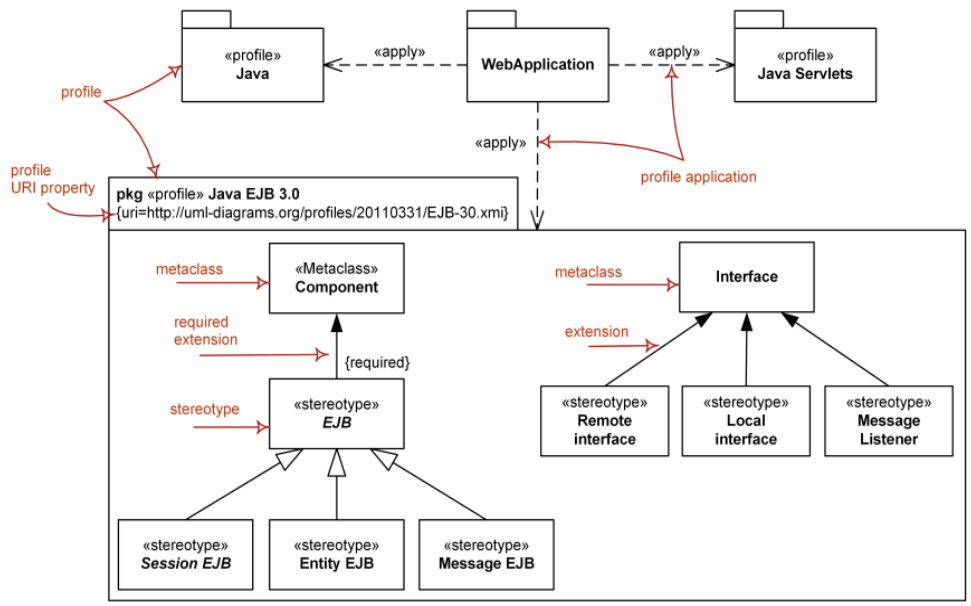 «profile»
Java
«apply»
WebApplication
«apply»
«profile»
Java Servlets
profile
«apply»
profile application
profile
URI property
pkg «profile» Java EJB 3.0
{uri=http://uml-diagrams.org/profiles/20110331/EJB-30.xmi}
metaclass
«Metaclass»
Component
metaclass
Interface
required
extension
{required}
extension
stereotype
«stereotype»
EJB
«stereotype»
Remote
interface
«stereotype»
Local
interface
«stereotype»
Message
Listener
«stereotype»
Session EJB
«stereotype»
Entity EJB
«stereotype»
Message EJB